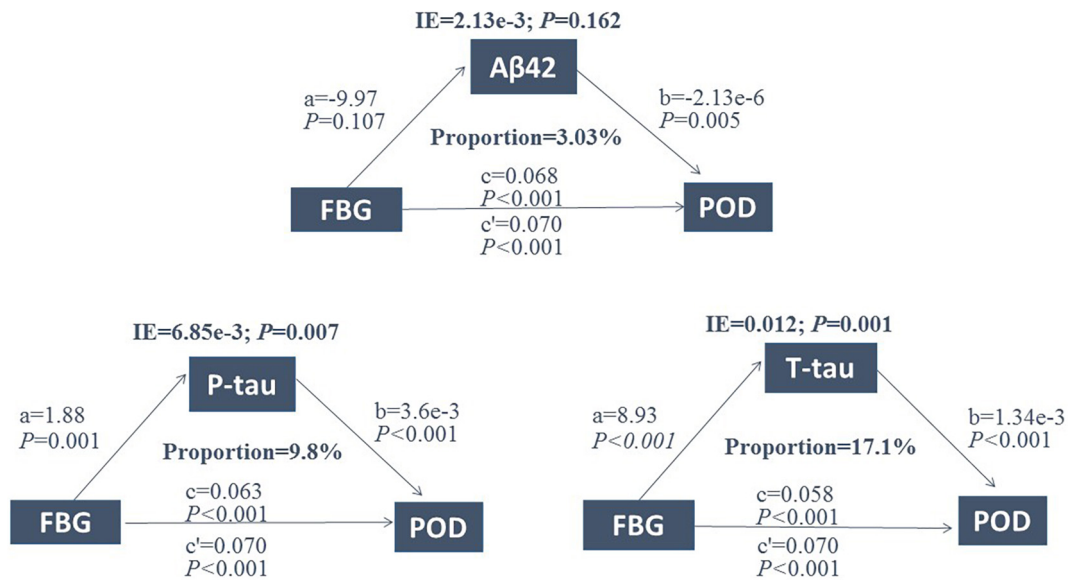 IE=2.13e-3; P=0.162
Aβ42
a=-9.97
P=0.107
b=-2.13e-6
P=0.005
Proportion=3.03%
c=0.068
P<0.001
FBG
POD
c'=0.070
P<0.001
IE=6.85e-3; P=0.007
P-tau
a=1.88
P=0.001
b=3.6e-3
P<0.001
Proportion=9.8%
c=0.063
P<0.001
FBG
POD
c'=0.070
P<0.001
IE=0.012; P=0.001
T-tau
a=8.93
P<0.001
b=1.34e-3
P<0.001
Proportion=17.1%
c=0.058
P<0.001
FBG
POD
c'=0.070
P<0.001